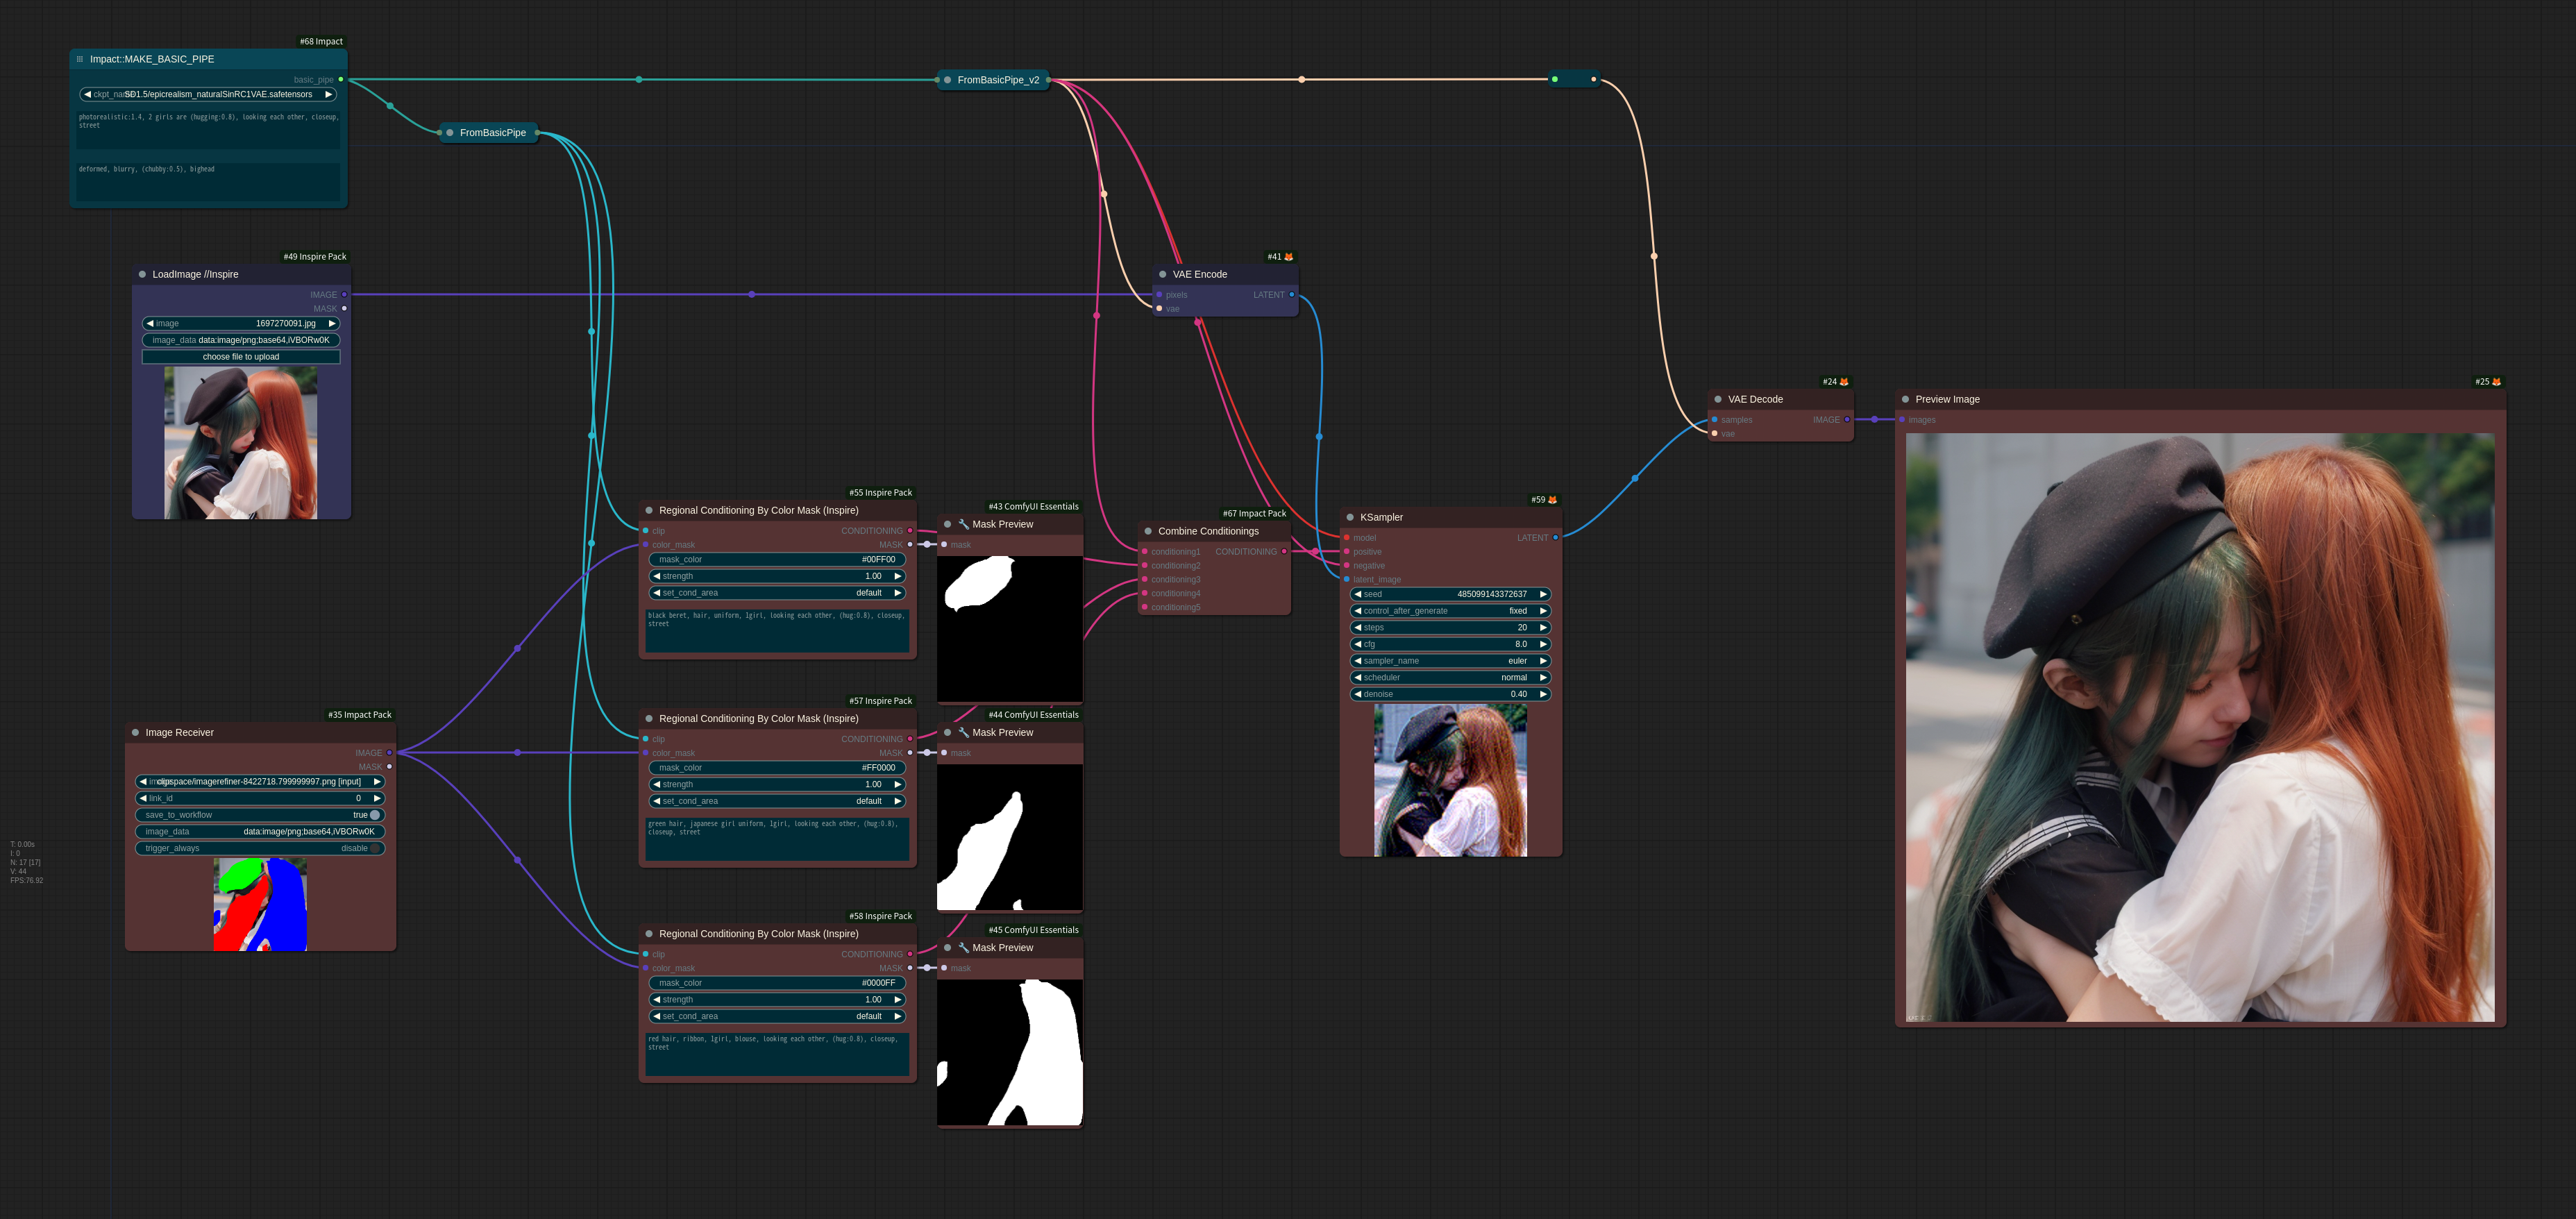 #68 Impact
Impact::MAKE_BASIC_PIPE
basic_pipe
SD1.5/epicrealism_naturalSinRC1VAE.safetensors
photorealistic:1.4, 2 girls are (hugging:0.8), looking each other, closeup,
street
deformed, blurry, (chubby:0.5), bighead
FromBasicPipe
FromBasicPipe_v2
#49 Inspire Pack
LoadImage //Inspire
IMAGE
MASK
image 1697270091.jpg
image_data data:image/png;base64,iVBORw0K
choose file to upload
#41
VAE Encode
pixels LATENT
vae
#24
VAE Decode
samples IMAGE
vae
#25
Preview Image
images
#55 Inspire Pack
Regional Conditioning By Color Mask (Inspire)
clip CONDITIONING
color_mask MASK
mask_color #00FF00
strength 1.00
set_cond_area default
black beret, hair, uniform, 1girl, looking each other, (hug:0.8), closeup,
street
#43 ComfyUI Essentials
Mask Preview
mask
#67 Impact Pack
Combine Conditionings
conditioning1 CONDITIONING
conditioning2
conditioning3
conditioning4
conditioning5
#59
KSampler
model LATENT
positive
negative
latent_image
seed 485099143372637
control_after_generate fixed
steps 20
cfg 8.0
sampler_name euler
scheduler normal
denoise 0.40
#35 Impact Pack
Image Receiver
IMAGE
MASK
clipspace/imagerefiner-8422718.799999997.png [input]
link_id 0
save_to_workflow true
image_data data:image/png;base64,iVBORw0K
trigger_always disable
#57 Inspire Pack
Regional Conditioning By Color Mask (Inspire)
clip CONDITIONING
color_mask MASK
mask_color #FF0000
strength 1.00
set_cond_area default
green hair, japanese girl uniform, 1girl, looking each other, (hug:0.8),
closeup, street
#44 ComfyUI Essentials
Mask Preview
mask
T: 0.00s
I: 0
N: 17 [17]
V: 44
FPS:76.92
#58 Inspire Pack
Regional Conditioning By Color Mask (Inspire)
clip CONDITIONING
color_mask MASK
mask_color #0000FF
strength 1.00
set_cond_area default
red hair, ribbon, 1girl, blouse, looking each other, (hug:0.8), closeup,
street
#45 ComfyUI Essentials
Mask Preview
mask